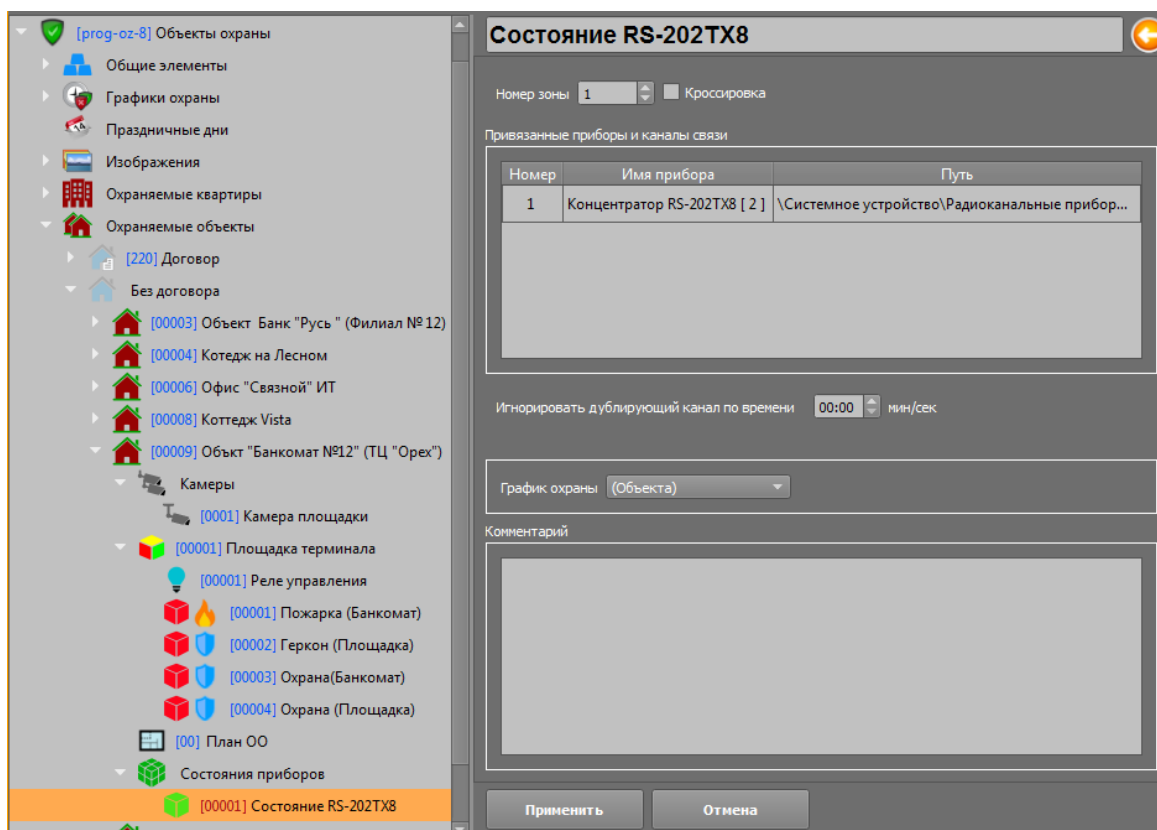 [prog-oz-8] Объекты охраны
Общие элементы
Графики охраны
Праздничные дни
Изображения
Охраняемые квартиры
Охраняемые объекты
[220] Договор
Без договора
[00003] Объект Банк "Русь " (Филиал №12)
[00004] Котедж на Лесном
[00006] Офис "Связной" ИТ
[00008] Коттедж Vista
[00009] Объкт "Банкомат №12" (ТЦ "Орех")
Камеры
[0001] Камера площадки
[00001] Площадка терминала
[00001] Реле управления
[00001] Пожарка (Банкомат)
[00002] Геркон (Площадка)
[00003] Охрана(Банкомат)
[00004] Охрана (Площадка)
[00] План ОО
Состояния приборов
[00001] Состояние RS-202TX8
Состояние RS-202TX8
Номер зоны 1 Кроссировка
Привязанные приборы и каналы связи
Номер Имя прибора Путь
1 Концентратор RS-202TX8 [ 2 ] \Системное устройство\Радиоканальные прибор...
Игнорировать дублирующий канал по времени 00:00 мин/сек
График охраны (Объекта)
Комментарий
Применить Отмена